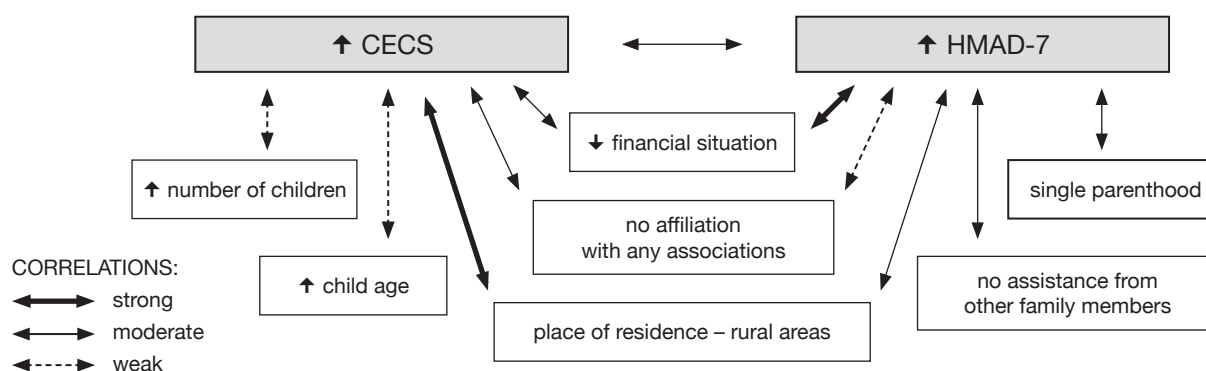 ↑ CECS
↑ HMAD-7
↓ financial situation
↑ number of children
single parenthood
no affiliation
with any associations
↑ child age
no assistance from
other family members
place of residence – rural areas
CORRELATIONS:
strong
moderate
weak